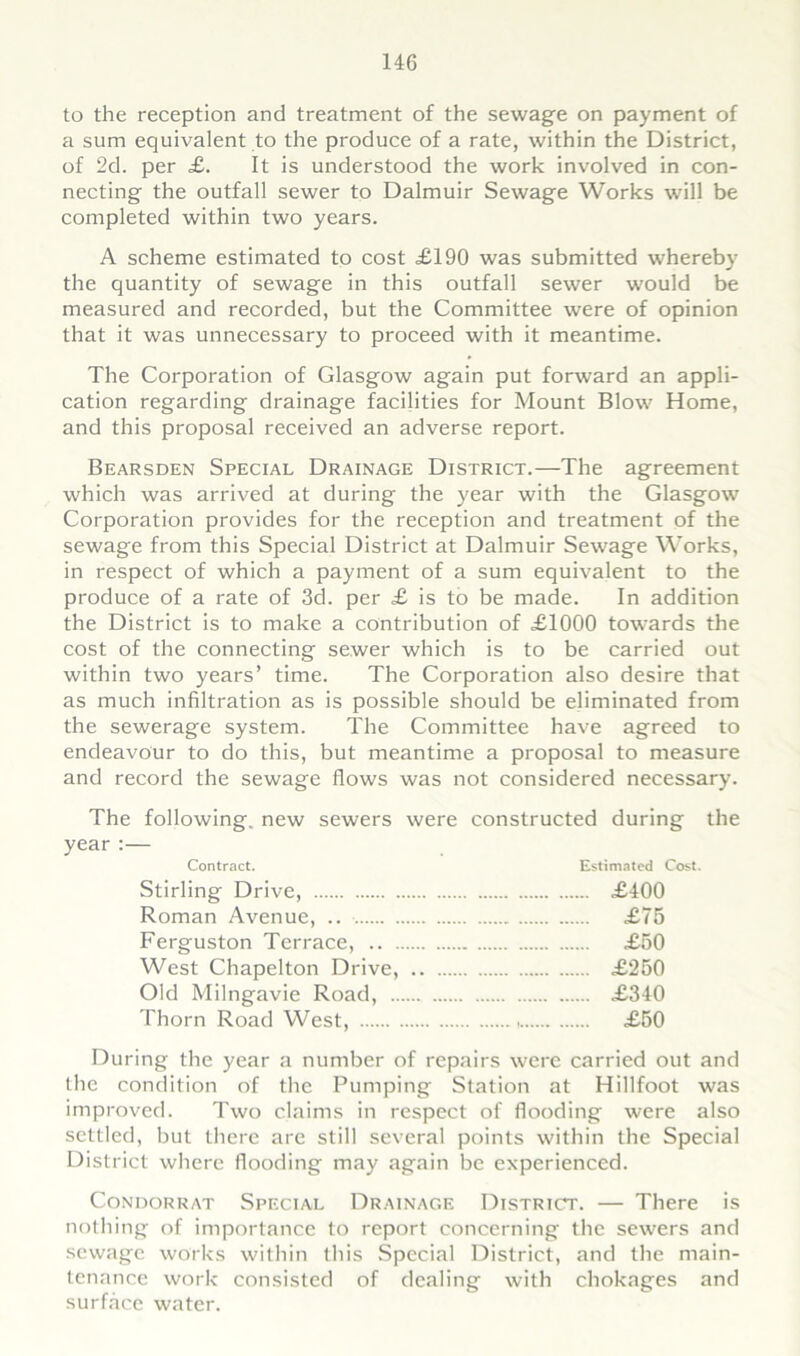 146
to the reception and treatment of the sewage on payment of
a sum equivalent to the produce of a rate, within the District,
of 2d. per £. It is understood the work involved in con-
necting the outfall sewer to Dalmuir Sewage Works will be
completed within two years.
A scheme estimated to cost £190 was submitted whereby
the quantity of sewage in this outfall sewer would be
measured and recorded, but the Committee were of opinion
that it was unnecessary to proceed with it meantime.
The Corporation of Glasgow again put forward an appli-
cation regarding drainage facilities for Mount Blow Home,
and this proposal received an adverse report.
Bearsden Special Drainage District.—The agreement
which was arrived at during the year with the Glasgow
Corporation provides for the reception and treatment of the
sewage from this Special District at Dalmuir Sewage Works,
in respect of which a payment of a sum equivalent to the
produce of a rate of 3d. per £ is to be made. In addition
the District is to make a contribution of £1000 towards the
cost of the connecting sewer which is to be carried out
within two years' time. The Corporation also desire that
as much infiltration as is possible should be eliminated from
the sewerage system. The Committee have agreed to
endeavour to do this, but meantime a proposal to measure
and record the sewage flows was not considered necessary.
The following. new sewers were constructed during the
year :—
Contract. Estimated Cost.
Stirling Drive, ...... ...... ...... ...... ...... ...... ...... £400
Roman Avenue, .. ...... ...... ...... ...... ...... ...... £75
Ferguston Terrace, .. ...... ...... ...... ...... ...... £50
West Chapelton Drive, .. ...... ...... ...... ...... £250
Old Milngavie Road, ...... ...... ...... ...... ...... £340
Thorn Road West, ...... ...... ...... ...... ...... ...... £50
During the year a number of repairs were carried out and
the condition of the Pumping Station at Hillfoot was
improved. Two claims in respect of flooding were also
settled, but there are still several points within the Special
District where flooding may again be experienced.
Condorrat Special Drainage District. — There is
nothing of importance to report concerning the sewers and
sewage works within this Special District, and the main-
tenance work consisted of dealing with chokages and
surface water.